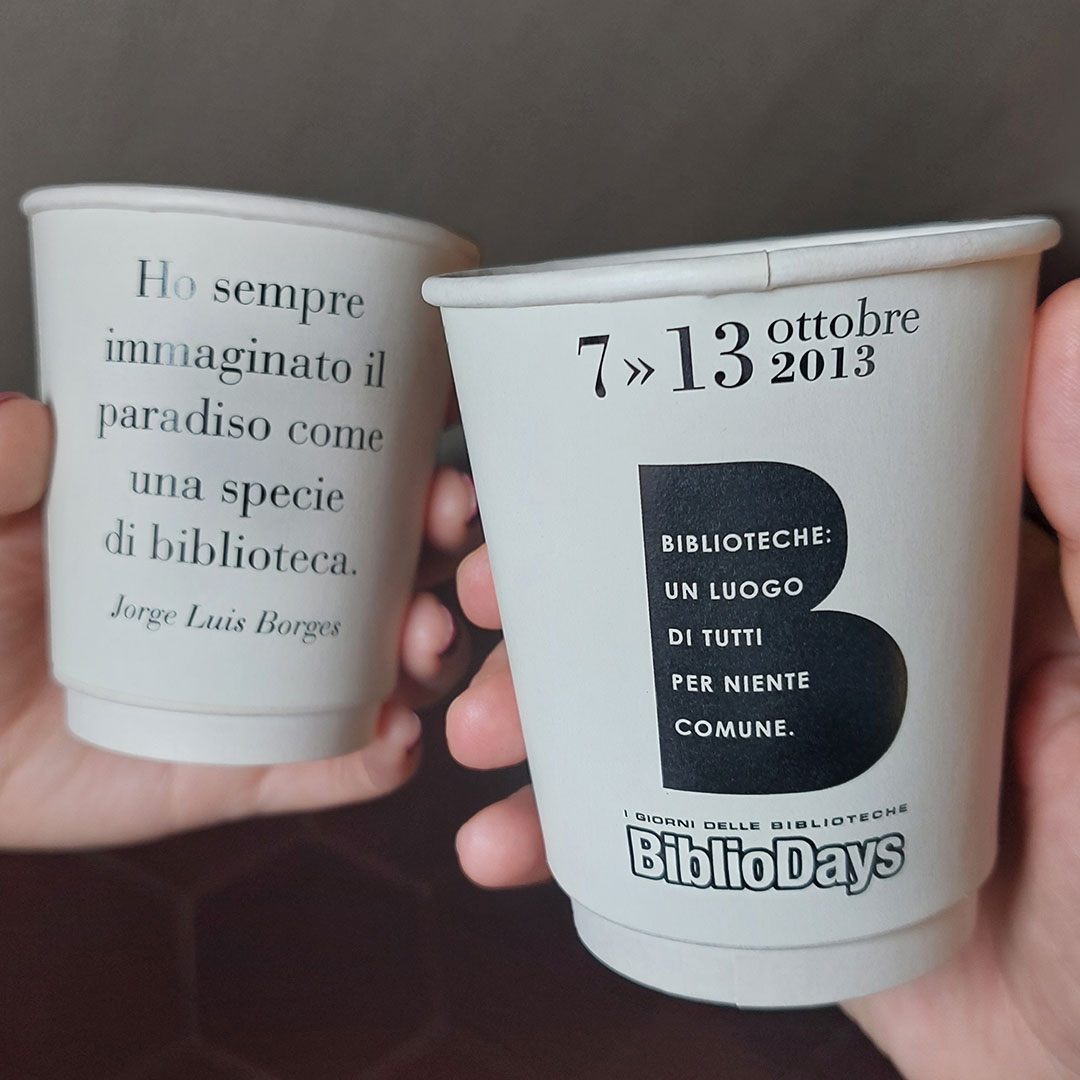 Ho sempre
immaginato il
paradiso come
una specie
di biblioteca.
Jorge Luis Borges
7 » 13 ottobre
2013
BIBLIOTECHE:
UN LUOGO
DI TUTTI
PER NIENTE
COMUNE.
I GIORNI DELLE BIBLIOTECHE
BiblioDays